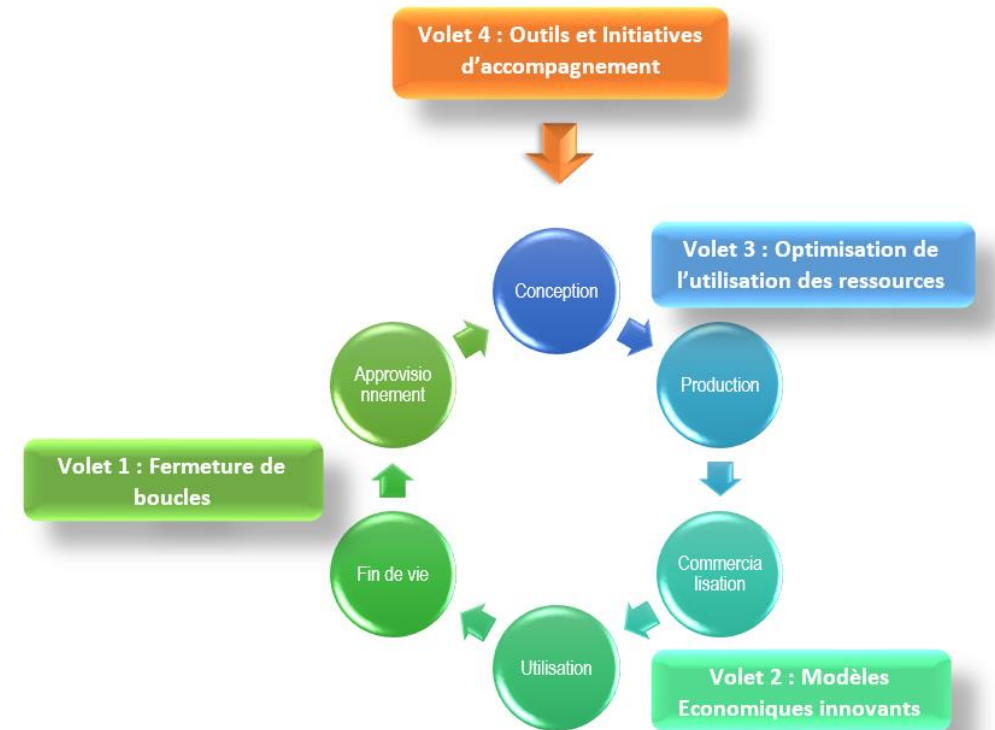 Volet 4 : Outils et Initiatives
d'accompagnement
Conception
Volet 3 : Optimisation de
l'utilisation des ressources
Approvisio
nnement
Production
Volet 1 : Fermeture de
boucles
Fin de vie
Commercia
lisation
Utilisation
Volet 2 : Modèles
Economiques innovants